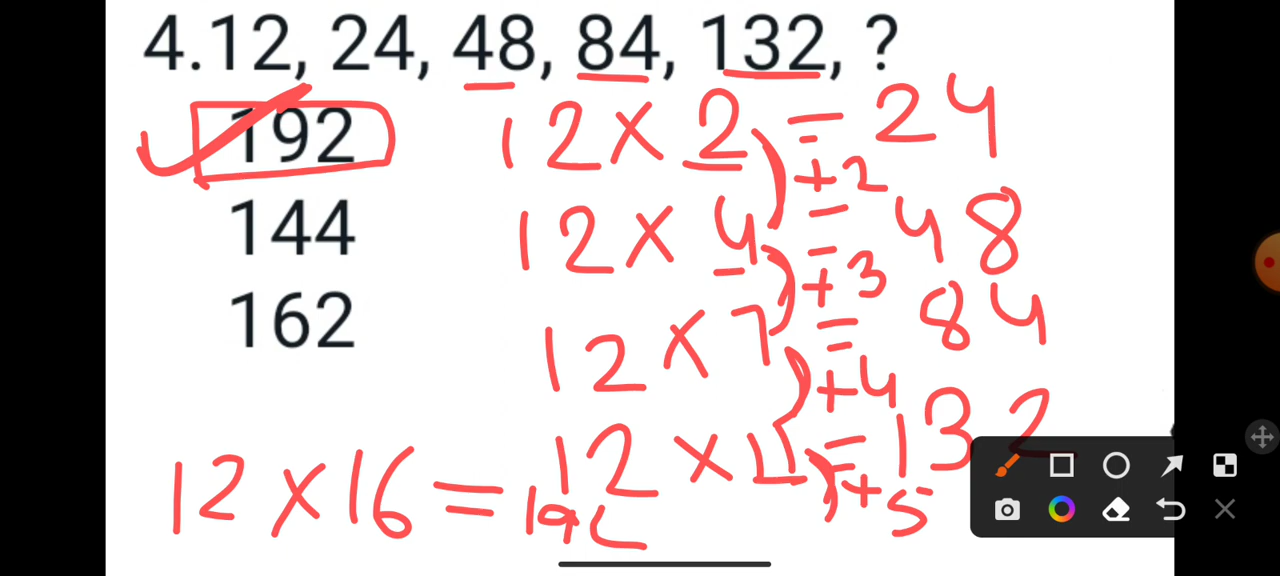 4.12, 24, 48, 84, 132, ?
192
144
162
12 × 2 = 24
+2
12 × 4 = 48
+3
12 × 7 = 84
+4
12 × 11 = 132
+5
12 × 16 = 192